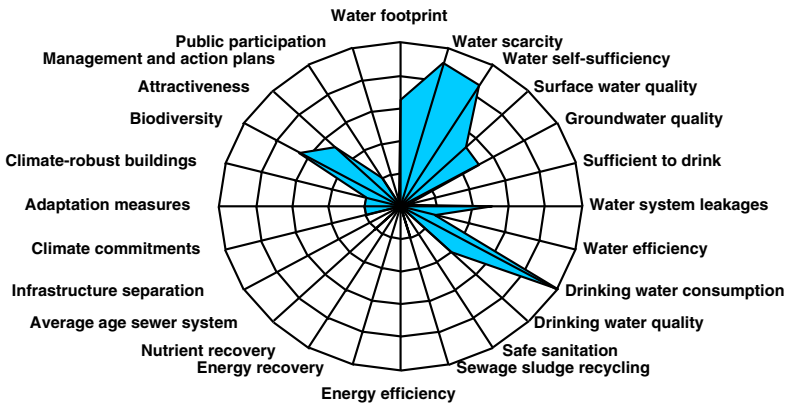 Water footprint
Water scarcity
Water self-sufficiency
Surface water quality
Groundwater quality
Sufficient to drink
Water system leakages
Water efficiency
Drinking water consumption
Drinking water quality
Safe sanitation
Sewage sludge recycling
Energy efficiency
Energy recovery
Nutrient recovery
Average age sewer system
Infrastructure separation
Climate commitments
Adaptation measures
Climate-robust buildings
Biodiversity
Attractiveness
Management and action plans
Public participation